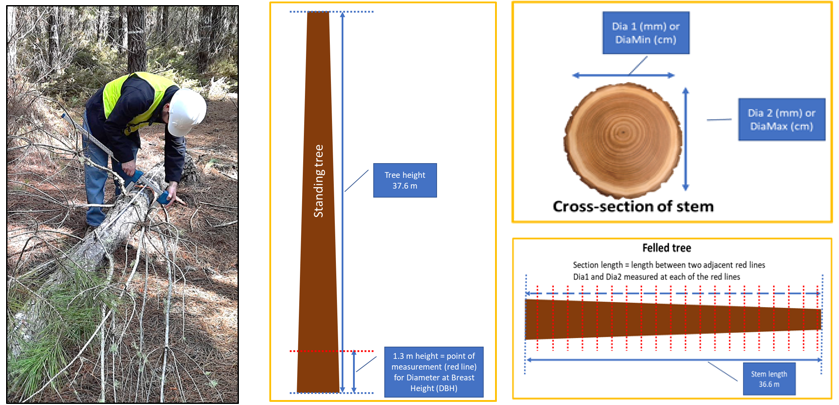 Standing tree
Tree height
37.6 m
1.3 m height = point of
measurement (red line)
for Diameter at Breast
Height (DBH)
Dia 1 (mm) or
DiaMin (cm)
Dia 2 (mm) or
DiaMax (cm)
Cross-section of stem
Felled tree
Section length = length between two adjacent red lines
Dia1 and Dia2 measured at each of the red lines
Stem length
36.6 m